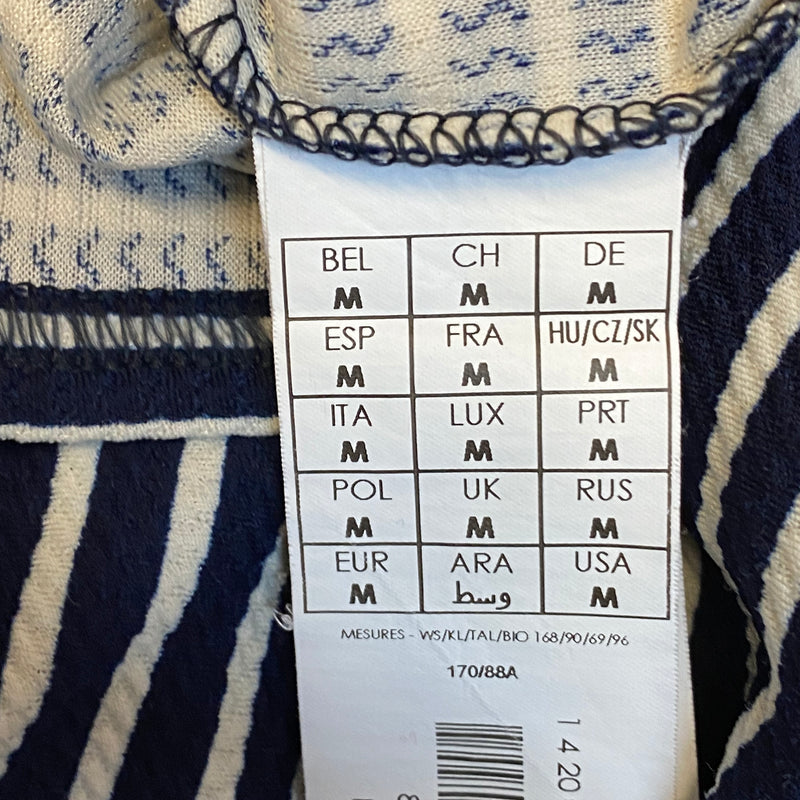 BEL CH DE
M M M
ESP FRA HU/CZ/SK
M M M
ITA LUX PRT
M M M
POL UK RUS
M M M
EUR ARA USA
M وسط M
MESURES - WS/KL/TAL/BIO 168/90/69/96
170/88A
1 4 20
8